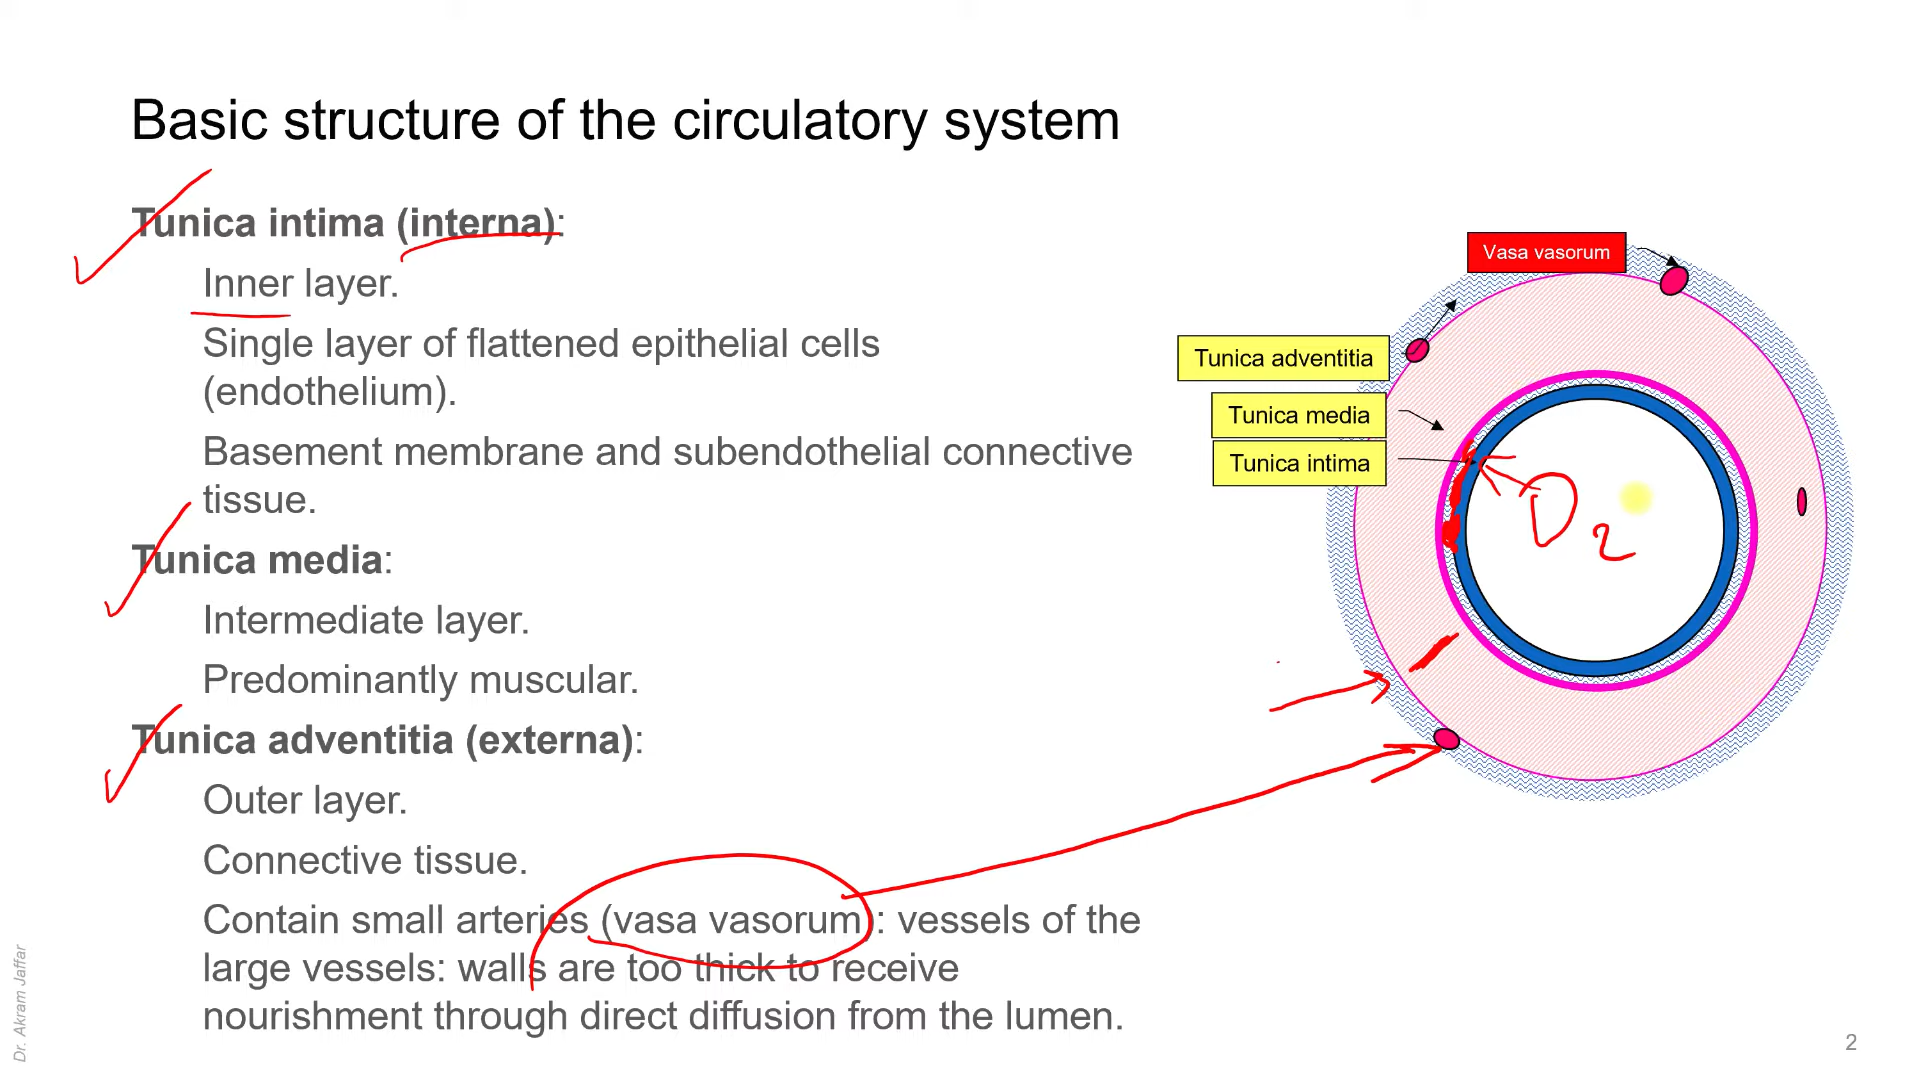 Basic structure of the circulatory system
Tunica intima (interna):
Inner layer.
Single layer of flattened epithelial cells
(endothelium).
Basement membrane and subendothelial connective
tissue.
Tunica media:
Intermediate layer.
Predominantly muscular.
Tunica adventitia (externa):
Outer layer.
Connective tissue.
Contain small arteries (vasa vasorum): vessels of the
large vessels: walls are too thick to receive
nourishment through direct diffusion from the lumen.
Vasa vasorum
Tunica adventitia
Tunica media
Tunica intima
O2
Dr. Akram Jaffar
2